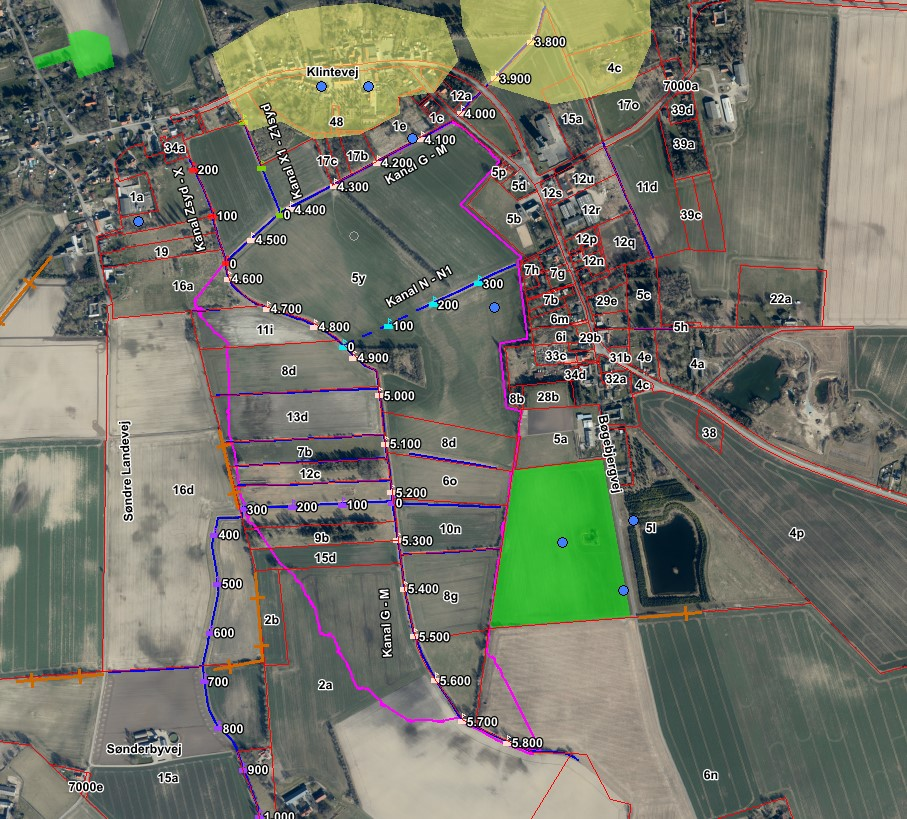 3.800
4c
3.900
Klintevej
7000a
12a
17o
39d
4.000
1c
15a
48
1e
4.100
39a
34a
17c
17b
4.200
Kanal G - M
200
4.300
5p
5d
12u
11d
12s
1a
Kanal Zsyd - X
Kanal X1 - Z1syd
100
0
4.400
5b
12r
39c
4.500
12p
12q
19
5y
12n
0
4.600
7h
7g
16a
Kanal N - N1
300
5c
200
7b
29e
22a
4.700
6m
11i
4.800
100
5h
6i
29b
0
4.900
33c
31b
4e
4a
8d
34d
32a
4c
5.000
8b
28b
13d
38
5.100
8d
5a
Bøgebjergvej
7b
12c
6o
Søndre Landevej
16d
5.200
300
200
100
0
5l
10n
4p
400
9b
5.300
15d
500
5.400
8g
2b
Kanal G - M
600
5.500
700
2a
5.600
5.700
800
5.800
Sønderbyvej
900
15a
6n
7000e
1.000